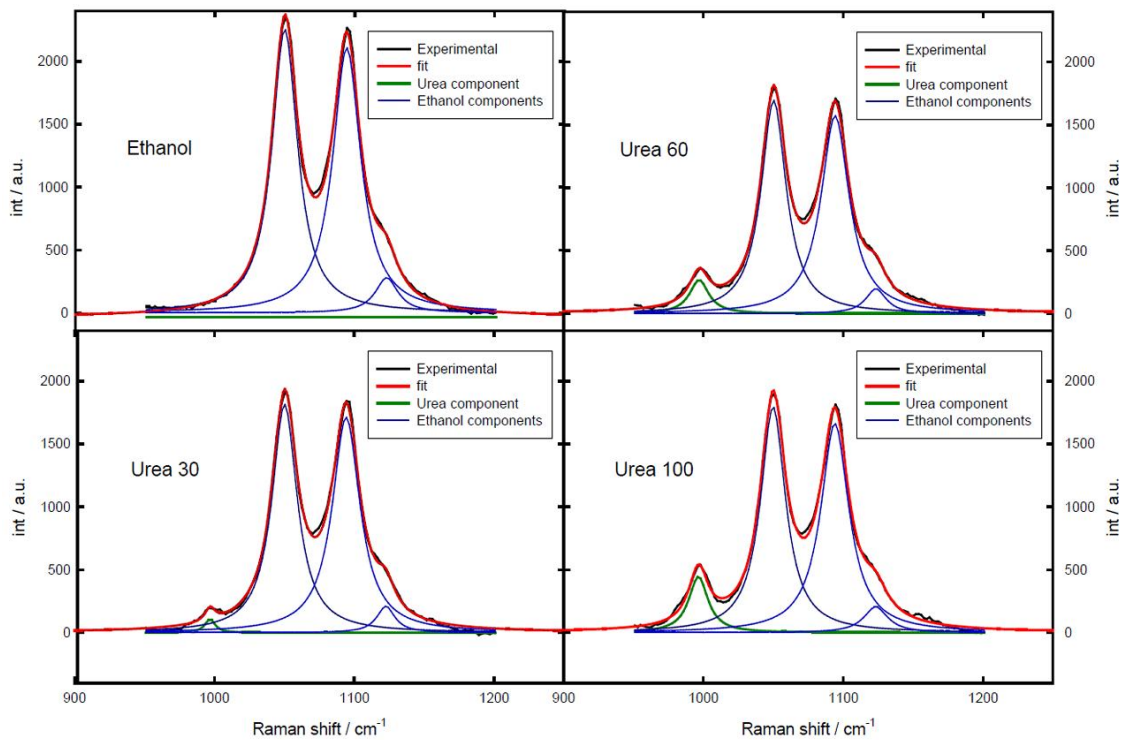 Experimental
fit
Urea component
Ethanol components
Ethanol
int / a.u.
2000
1500
1000
500
0
Experimental
fit
Urea component
Ethanol components
Urea 60
2000
1500
1000
500
0
int / a.u.
Experimental
fit
Urea component
Ethanol components
Urea 30
int / a.u.
2000
1500
1000
500
0
900
1000
1100
1200
Raman shift / cm⁻¹
Experimental
fit
Urea component
Ethanol components
Urea 100
2000
1500
1000
500
0
int / a.u.
900
1000
1100
1200
Raman shift / cm⁻¹